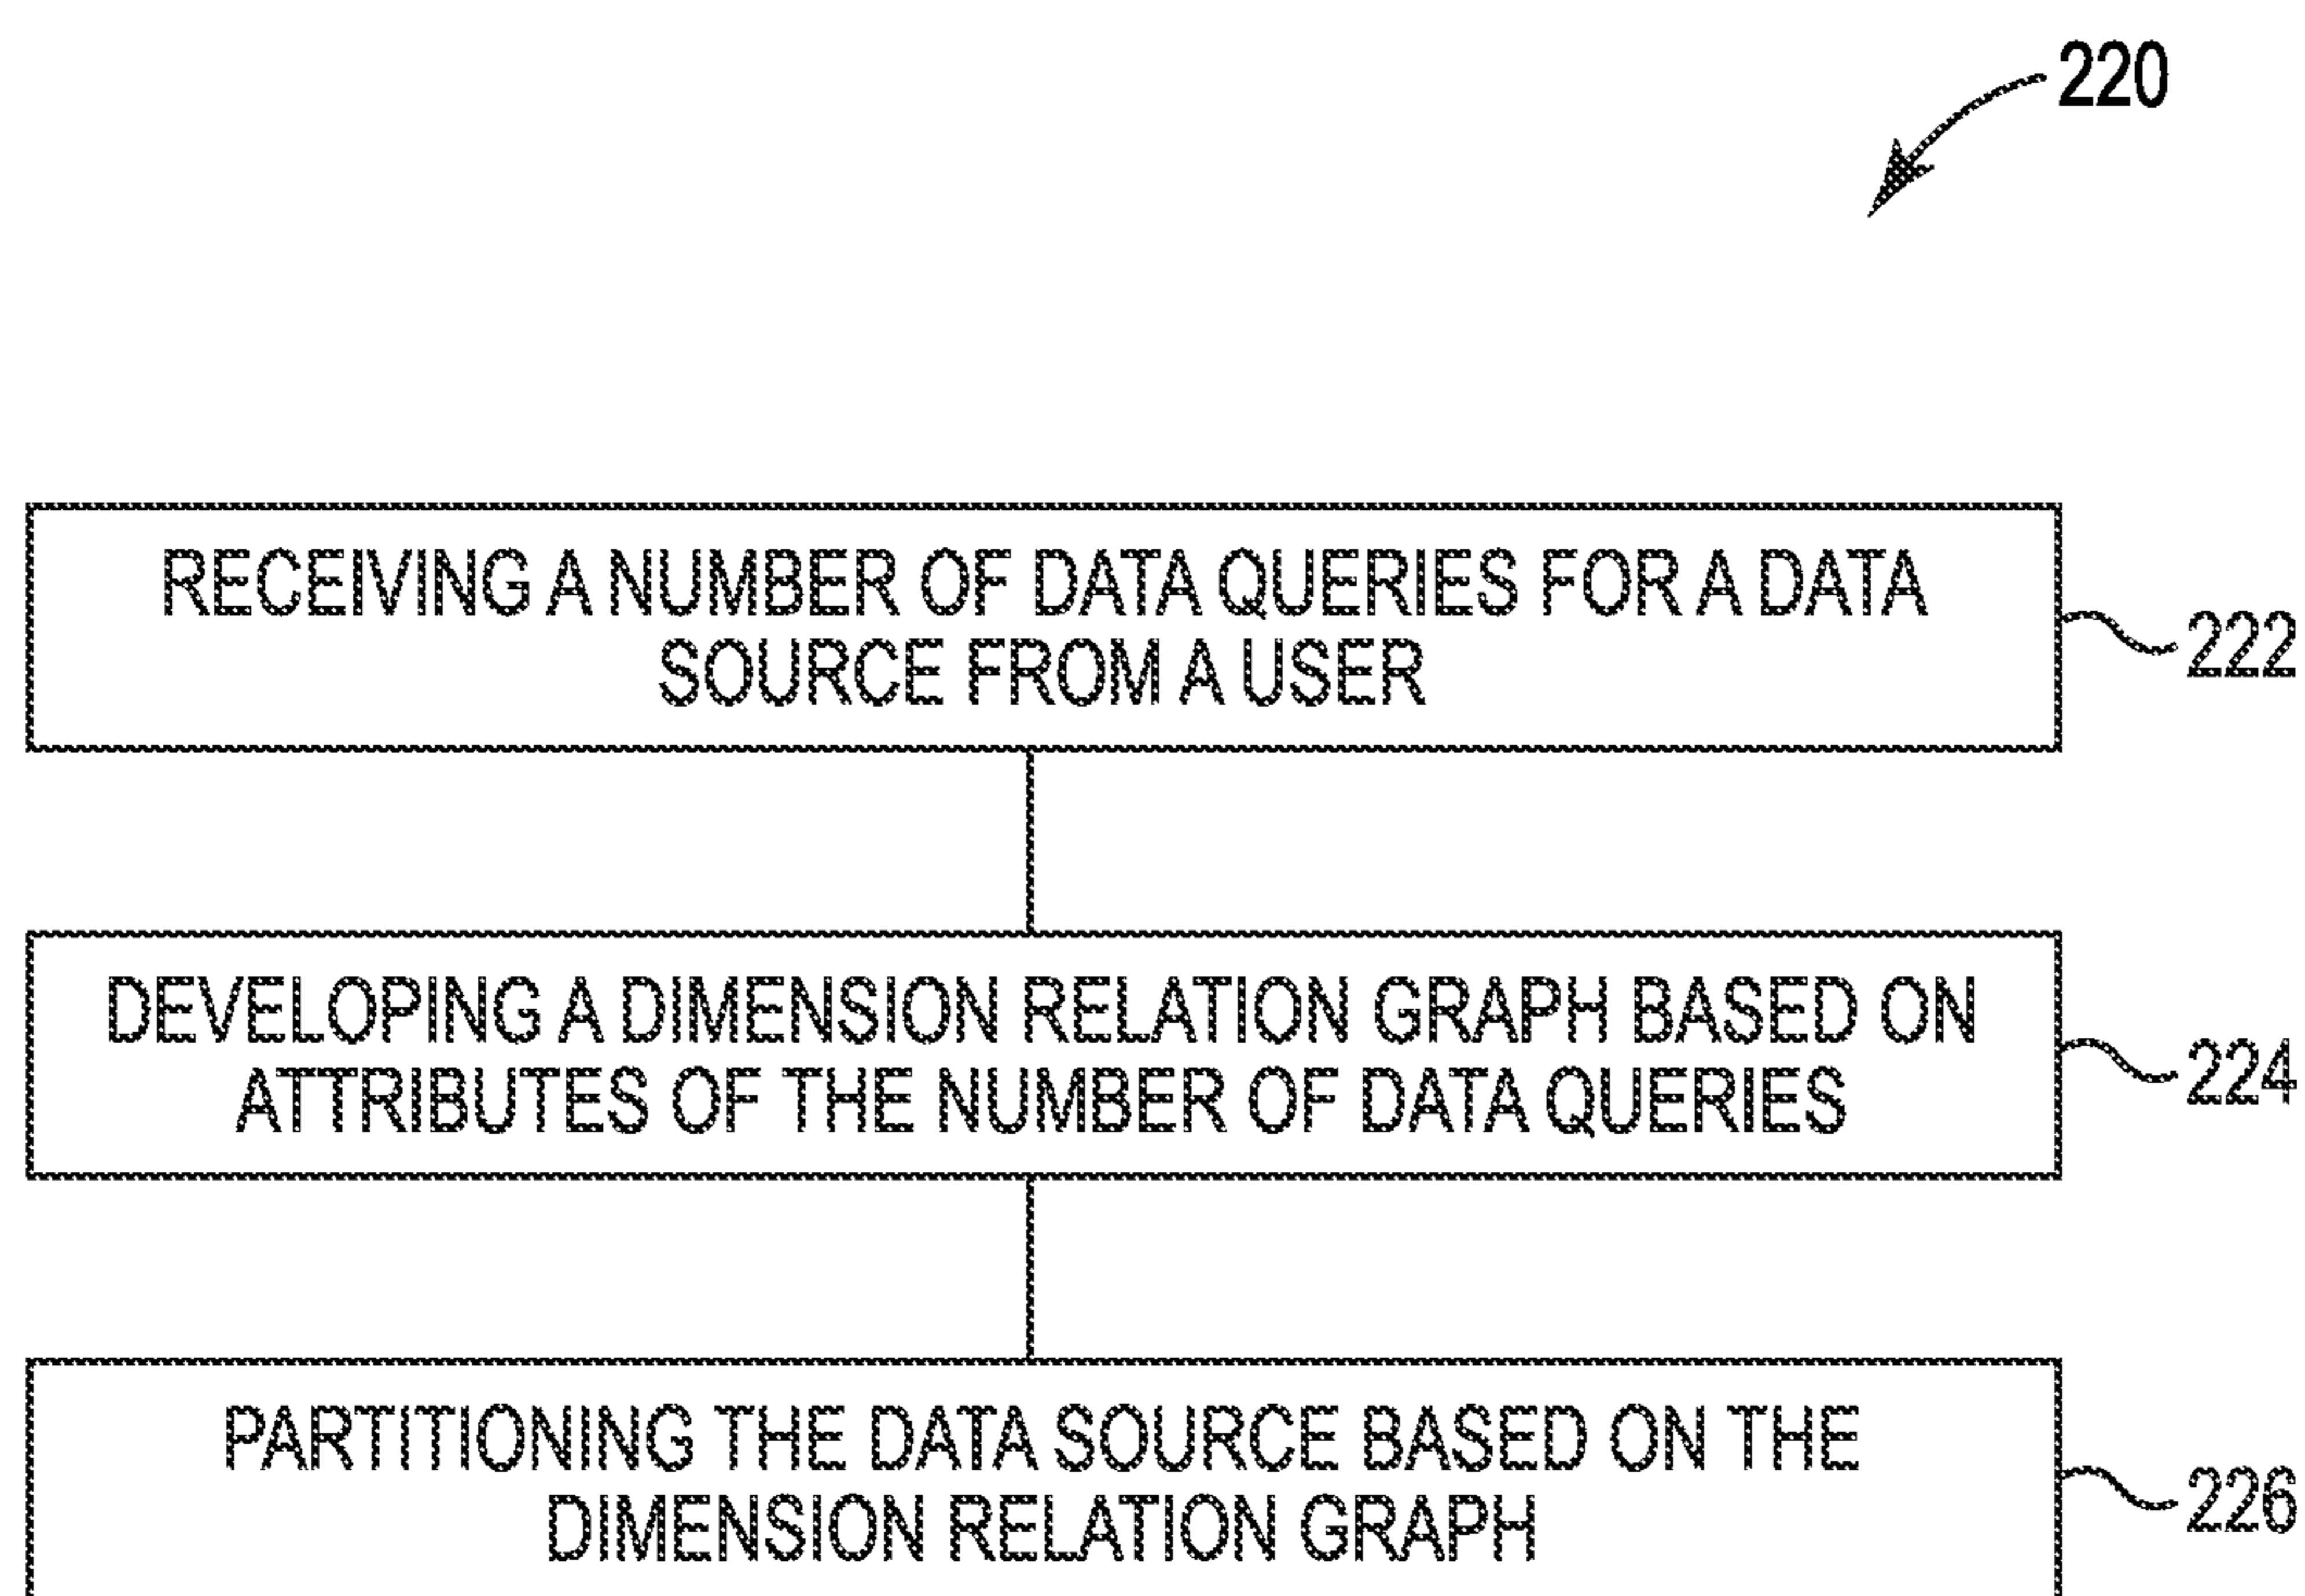 220
RECEIVING A NUMBER OF DATA QUERIES FOR A DATA
SOURCE FROM A USER
222
DEVELOPING A DIMENSION RELATION GRAPH BASED ON
ATTRIBUTES OF THE NUMBER OF DATA QUERIES
224
PARTITIONING THE DATA SOURCE BASED ON THE
DIMENSION RELATION GRAPH
226